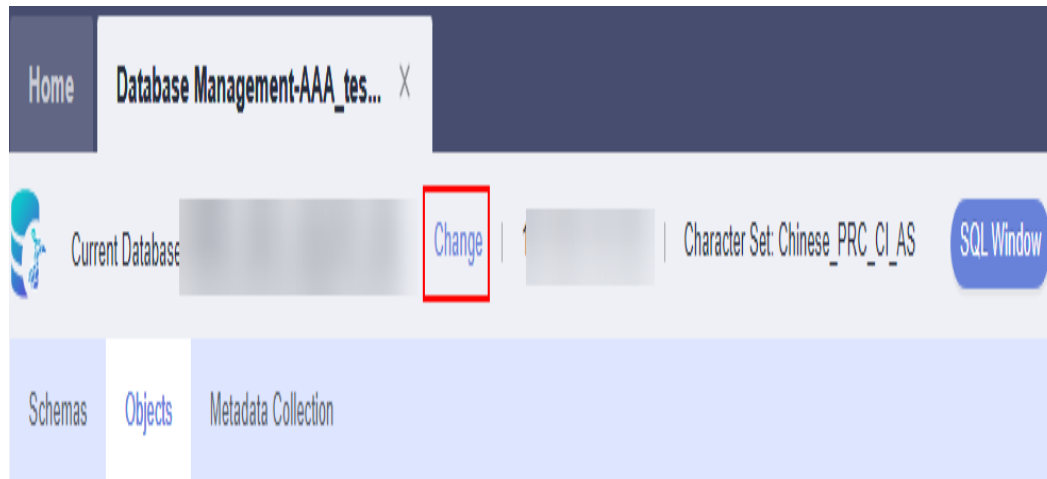 Home Database Management-AAA_tes... X
Current Database Change | | Character Set: Chinese_PRC_CI_AS SQL Window
Schemas Objects Metadata Collection